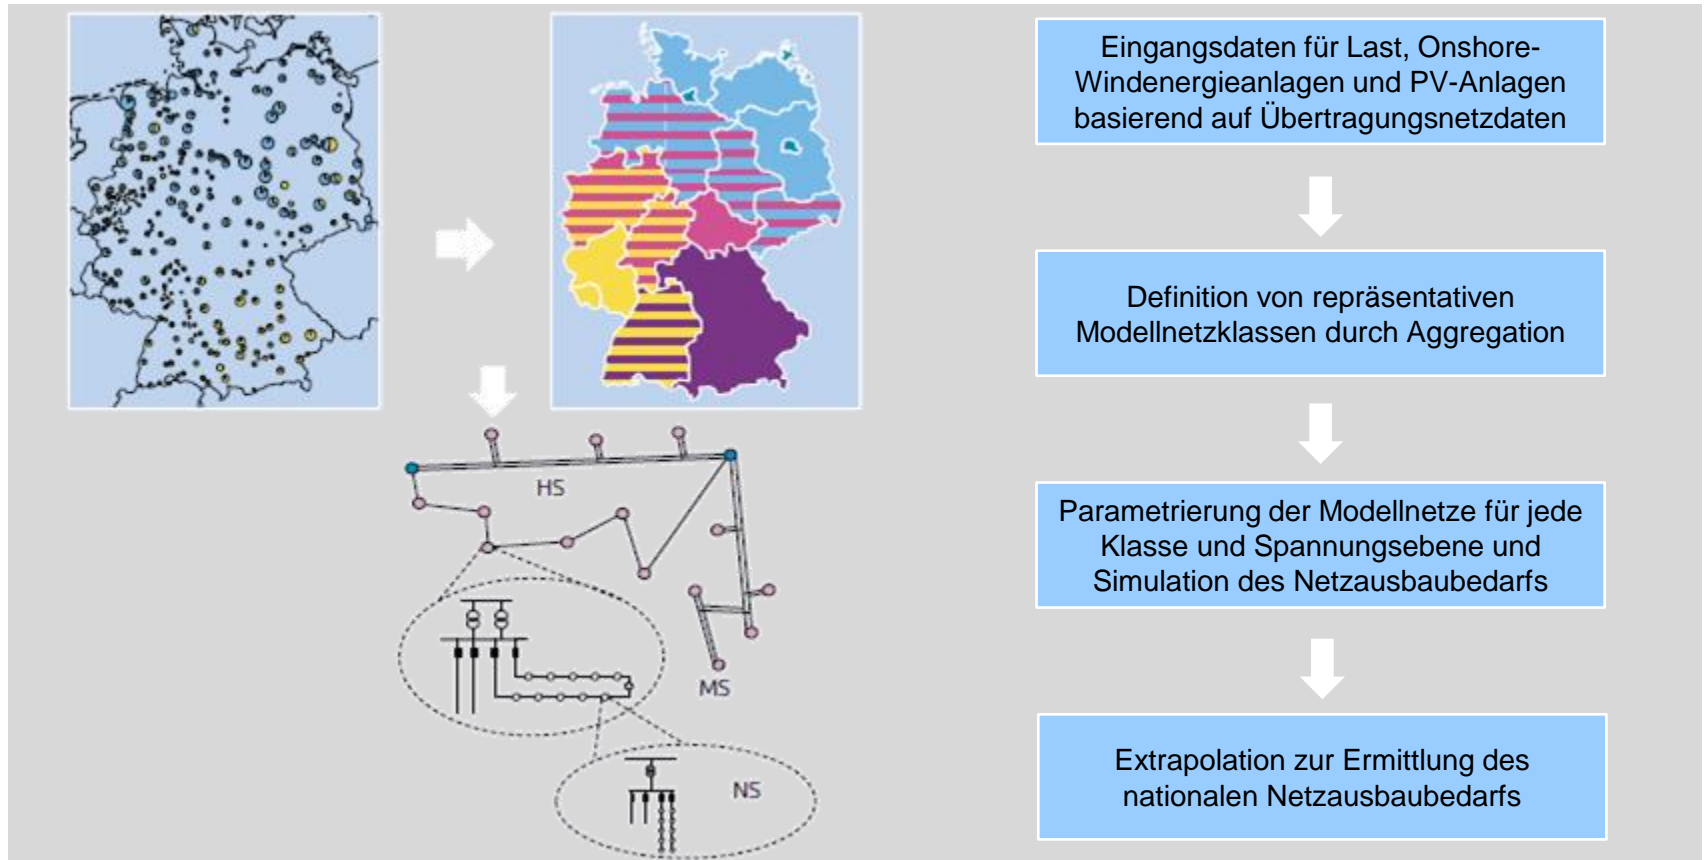 Eingangsdaten für Last, Onshore-
Windenergieanlagen und PV-Anlagen
basierend auf Übertragungsnetzdaten
Definition von repräsentativen
Modellnetzklassen durch Aggregation
HS
Parametrierung der Modellnetze für jede
Klasse und Spannungsebene und
Simulation des Netzausbaubedarfs
MS
NS
Extrapolation zur Ermittlung des
nationalen Netzausbaubedarfs